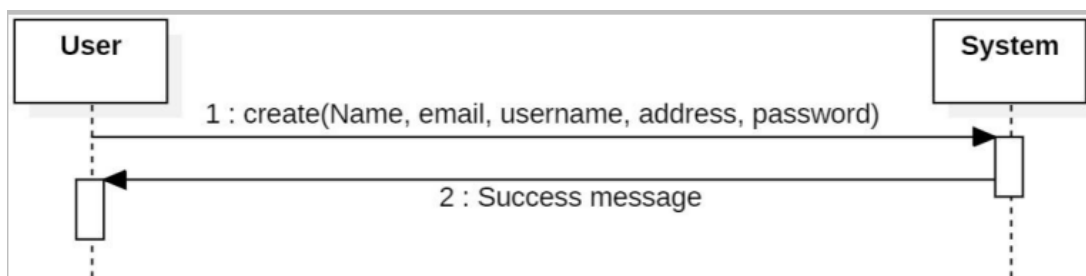 User
System
1 : create(Name, email, username, address, password)
2 : Success message